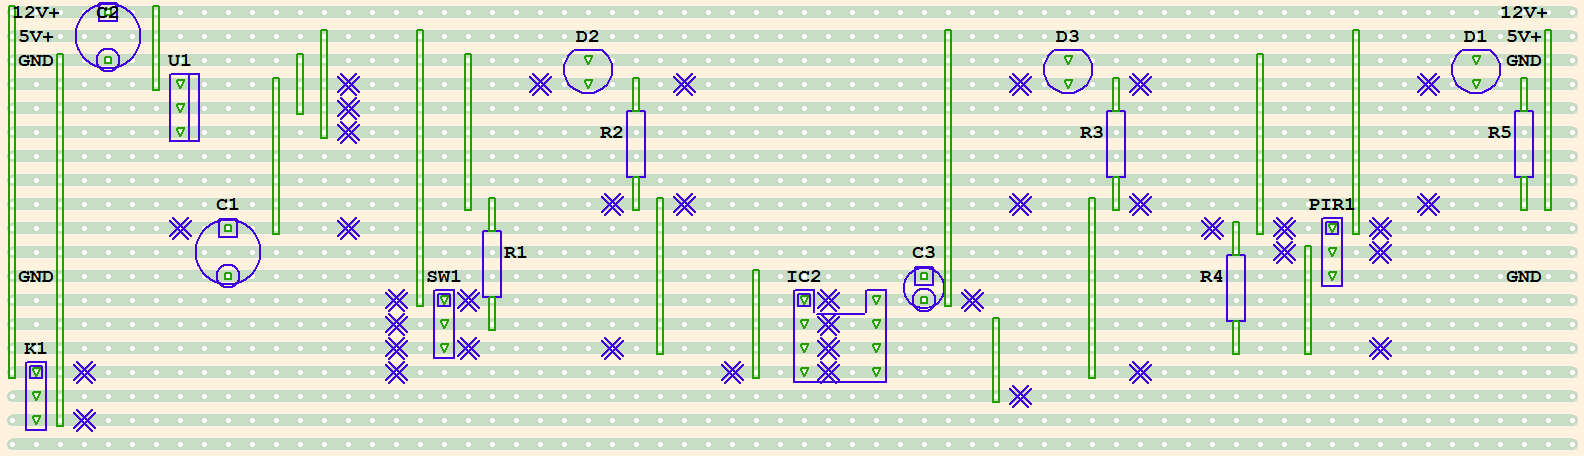 12V+ C2 12V+
5V+ D2 D3 D1 5V+
GND U1 GND
R2 R3 R5
C1 PIR1
R1 C3
GND SW1 IC2 R4 GND
K1